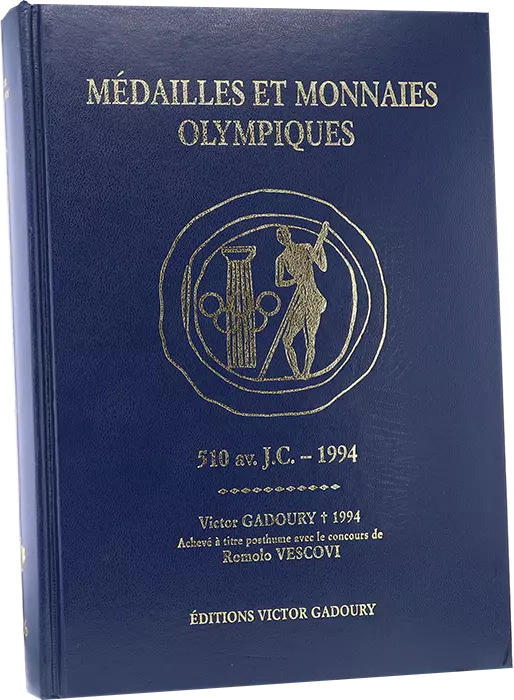 MÉDAILLES ET MONNAIES
OLYMPIQUES
510 av. J.C. – 1994
Victor GADOURY † 1994
Achevé à titre posthume avec le concours de
Romolo VESCOVI
ÉDITIONS VICTOR GADOURY